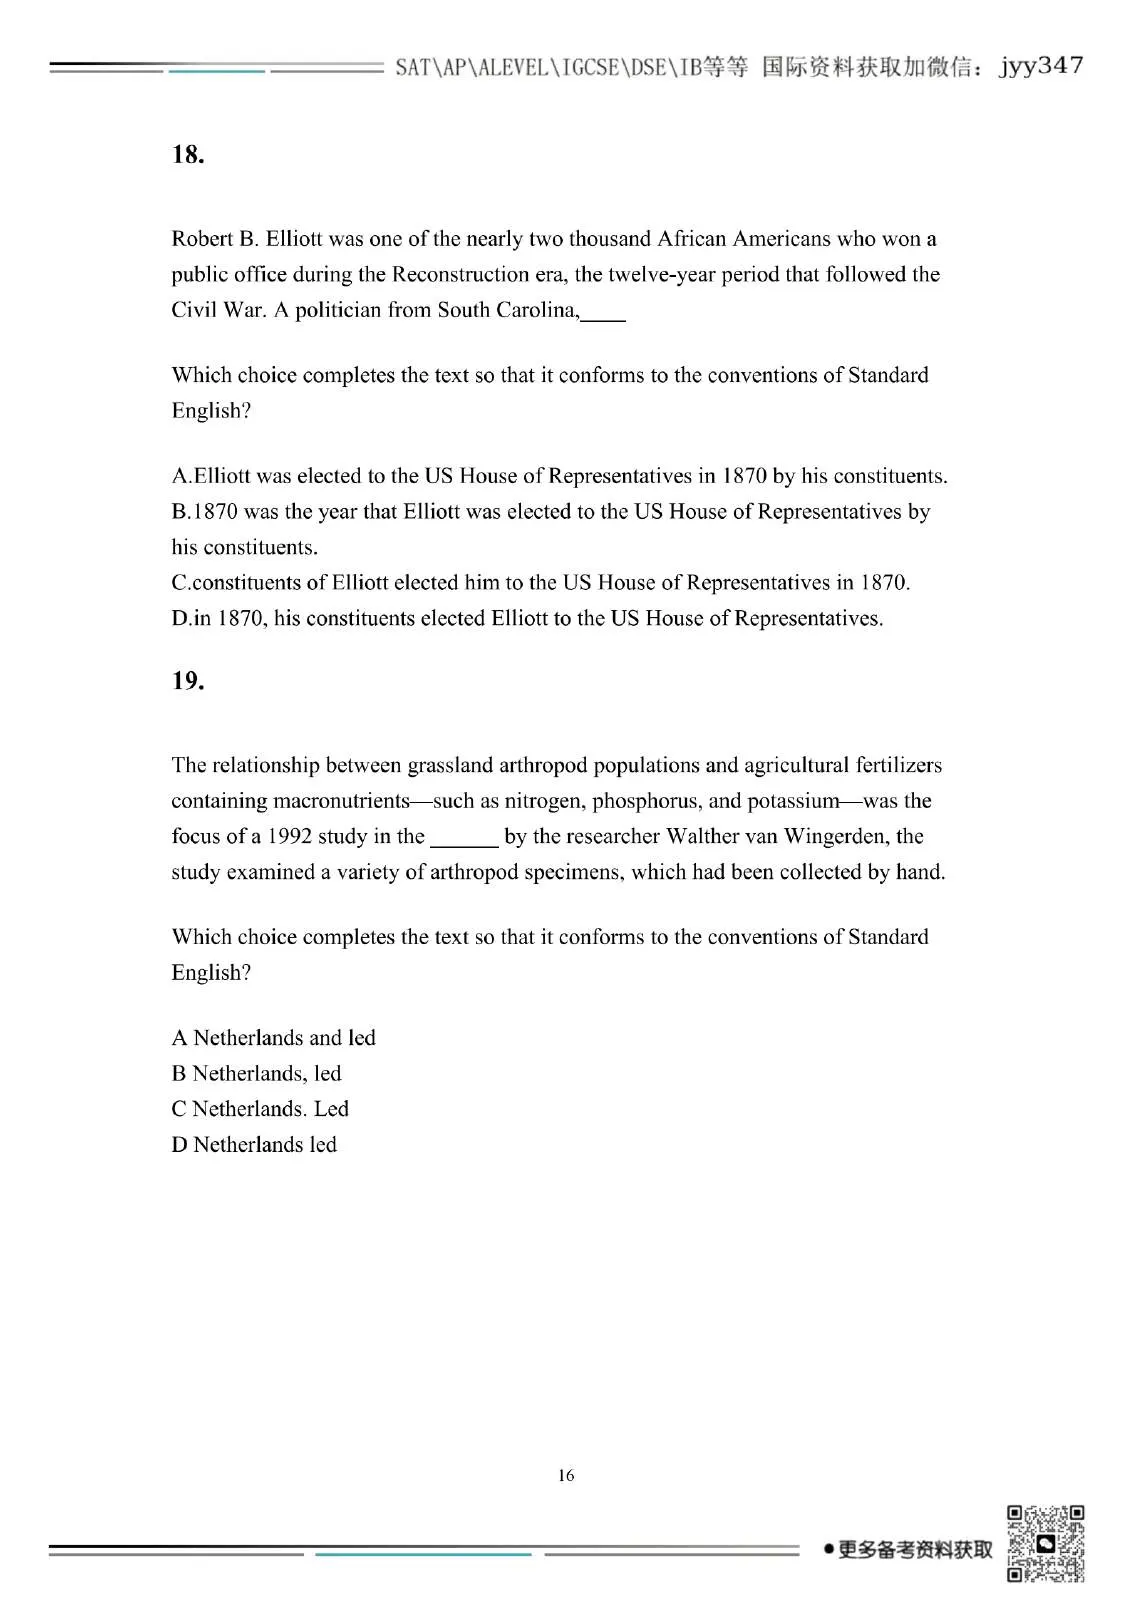 SAT\AP\ALEVEL\IGCSE\DSE\IB等等 国际资料获取加微信：jyy347
18.
Robert B. Elliott was one of the nearly two thousand African Americans who won a
public office during the Reconstruction era, the twelve-year period that followed the
Civil War. A politician from South Carolina,____
Which choice completes the text so that it conforms to the conventions of Standard
English?
A.Elliott was elected to the US House of Representatives in 1870 by his constituents.
B.1870 was the year that Elliott was elected to the US House of Representatives by
his constituents.
C.constituents of Elliott elected him to the US House of Representatives in 1870.
D.in 1870, his constituents elected Elliott to the US House of Representatives.
19.
The relationship between grassland arthropod populations and agricultural fertilizers
containing macronutrients—such as nitrogen, phosphorus, and potassium—was the
focus of a 1992 study in the ______ by the researcher Walther van Wingerden, the
study examined a variety of arthropod specimens, which had been collected by hand.
Which choice completes the text so that it conforms to the conventions of Standard
English?
A Netherlands and led
B Netherlands, led
C Netherlands. Led
D Netherlands led
16
●更多备考资料获取